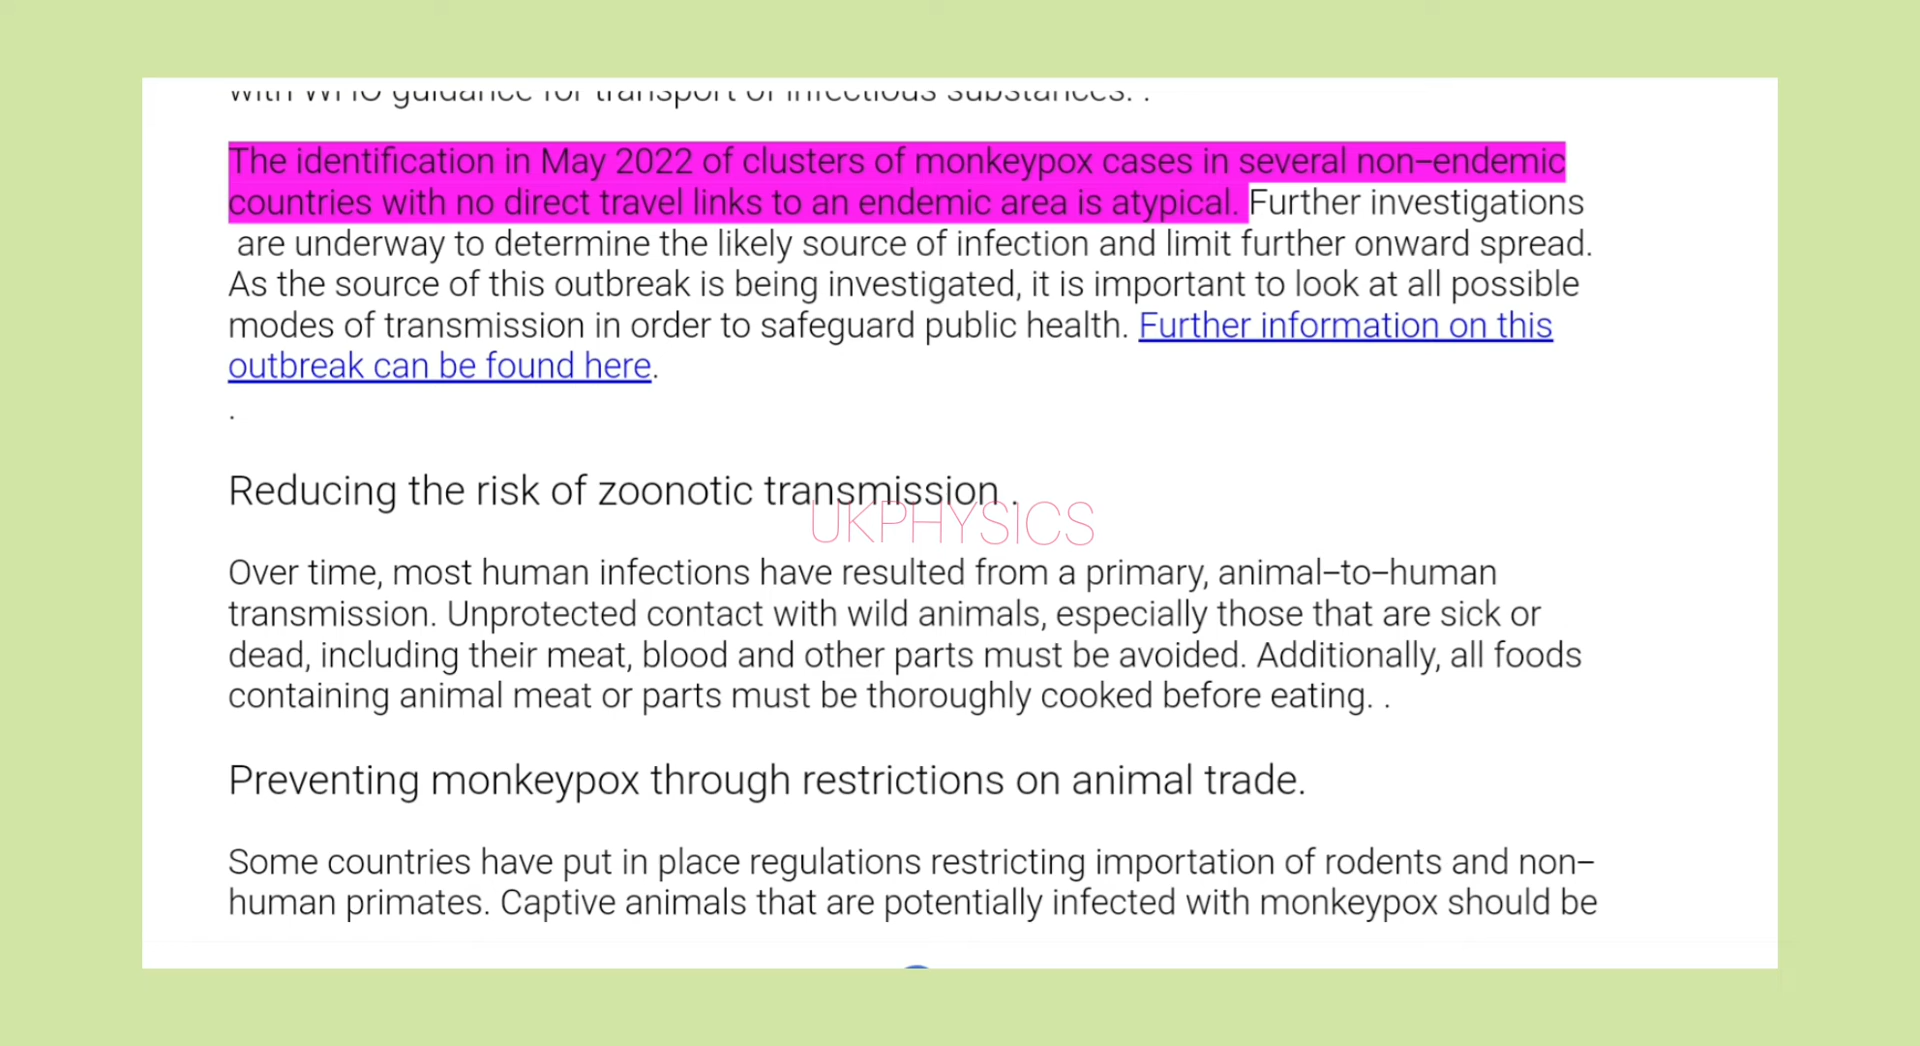 with WHO guidance for transport of infectious substances. .
The identification in May 2022 of clusters of monkeypox cases in several non–endemic
countries with no direct travel links to an endemic area is atypical. Further investigations
are underway to determine the likely source of infection and limit further onward spread.
As the source of this outbreak is being investigated, it is important to look at all possible
modes of transmission in order to safeguard public health. Further information on this
outbreak can be found here.
.
Reducing the risk of zoonotic transmission .
UKPHYSICS
Over time, most human infections have resulted from a primary, animal–to–human
transmission. Unprotected contact with wild animals, especially those that are sick or
dead, including their meat, blood and other parts must be avoided. Additionally, all foods
containing animal meat or parts must be thoroughly cooked before eating. .
Preventing monkeypox through restrictions on animal trade.
Some countries have put in place regulations restricting importation of rodents and non–
human primates. Captive animals that are potentially infected with monkeypox should be